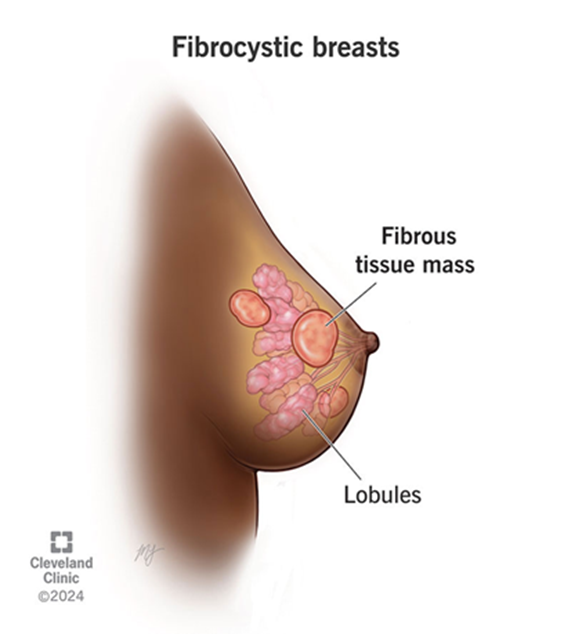 Fibrocystic breasts
Fibrous
tissue mass
Lobules
Cleveland
Clinic
©2024